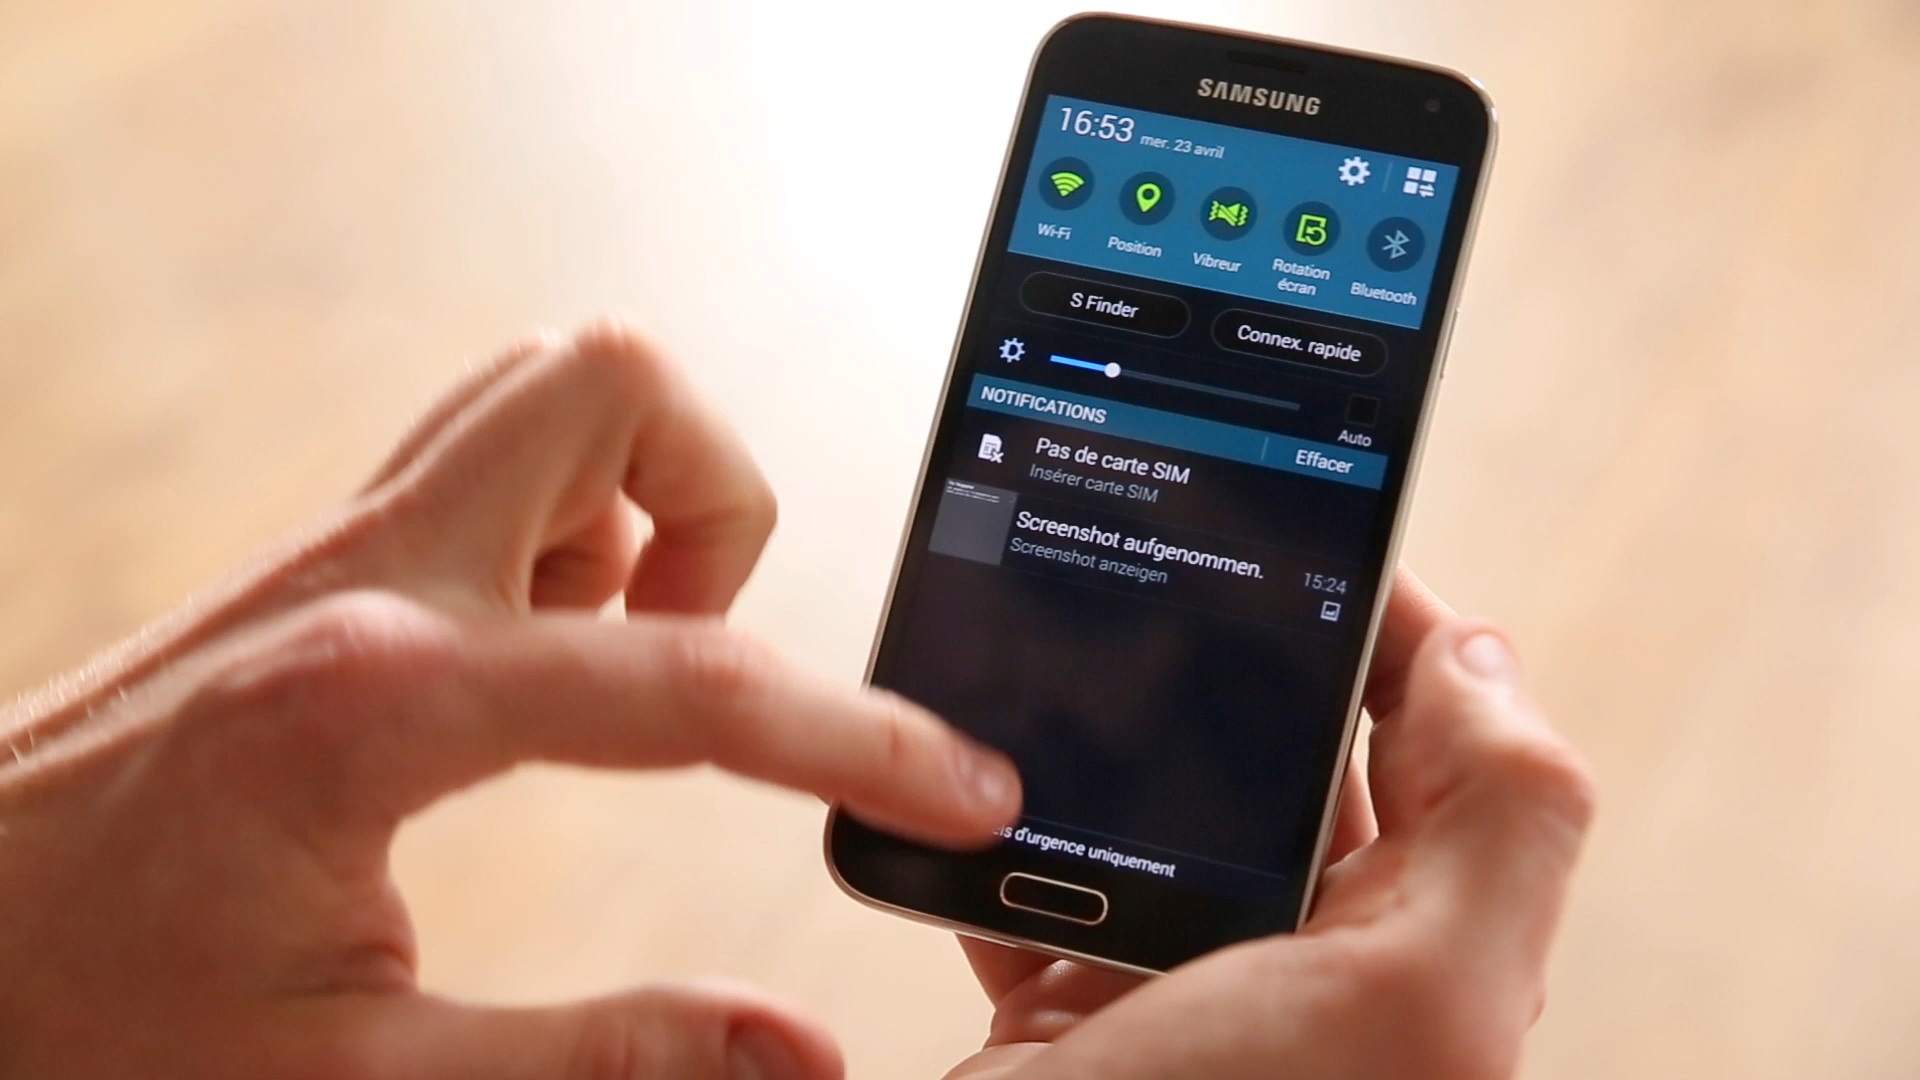 SAMSUNG
16:53 mer. 23 avril
Wi-Fi
Position
Vibreur
Rotation
écran
Bluetooth
S Finder
Connex. rapide
Auto
NOTIFICATIONS
Effacer
Pas de carte SIM
Insérer carte SIM
Screenshot aufgenommen.
Screenshot anzeigen
15:24
d'urgence uniquement